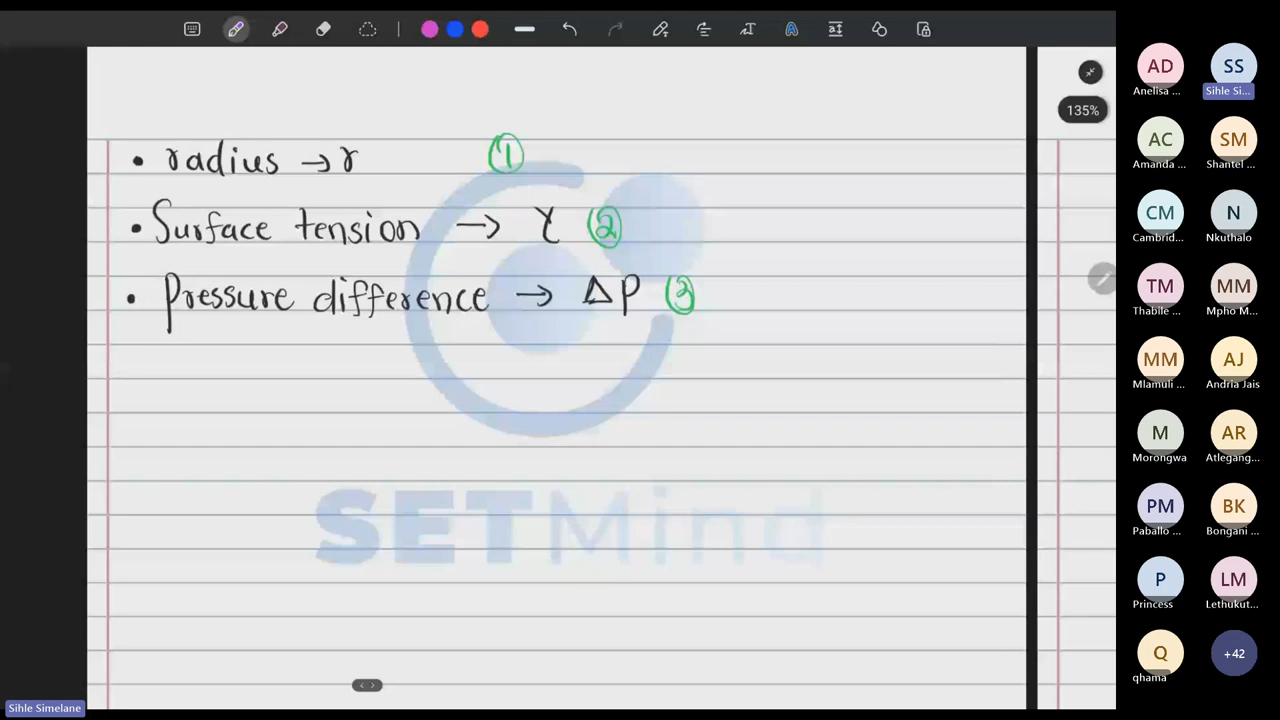 135%
• radius → r ①
• Surface tension → γ ②
• Pressure difference → ΔP ③
SETMind
Sihle Simelane
AD
Anelisa ...
SS
Sihle Si...
AC
Amanda ...
SM
Shantel ...
CM
Cambrid...
N
Nkuthalo
TM
Thabile ...
MM
Mpho M...
MM
Mlamuli ...
AJ
Andria Jais
M
Morongwa
AR
Atlegang...
PM
Paballo ...
BK
Bongani ...
P
Princess
LM
Lethukut...
Q
qhama
+42